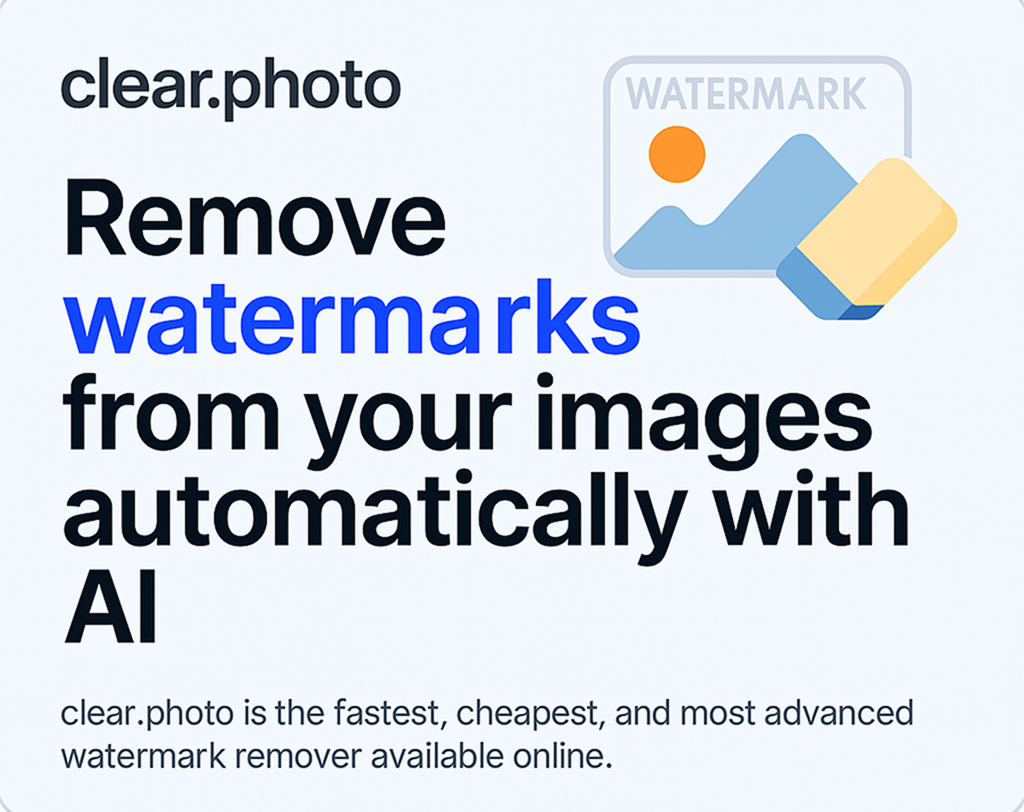 clear.photo
WATERMARK
Remove
watermarks
from your images
automatically with
AI
clear.photo is the fastest, cheapest, and most advanced
watermark remover available online.